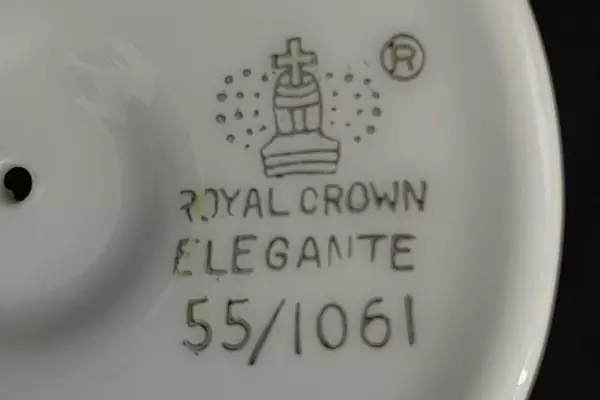 ®
ROYAL CROWN
ELEGANTE
55/1061